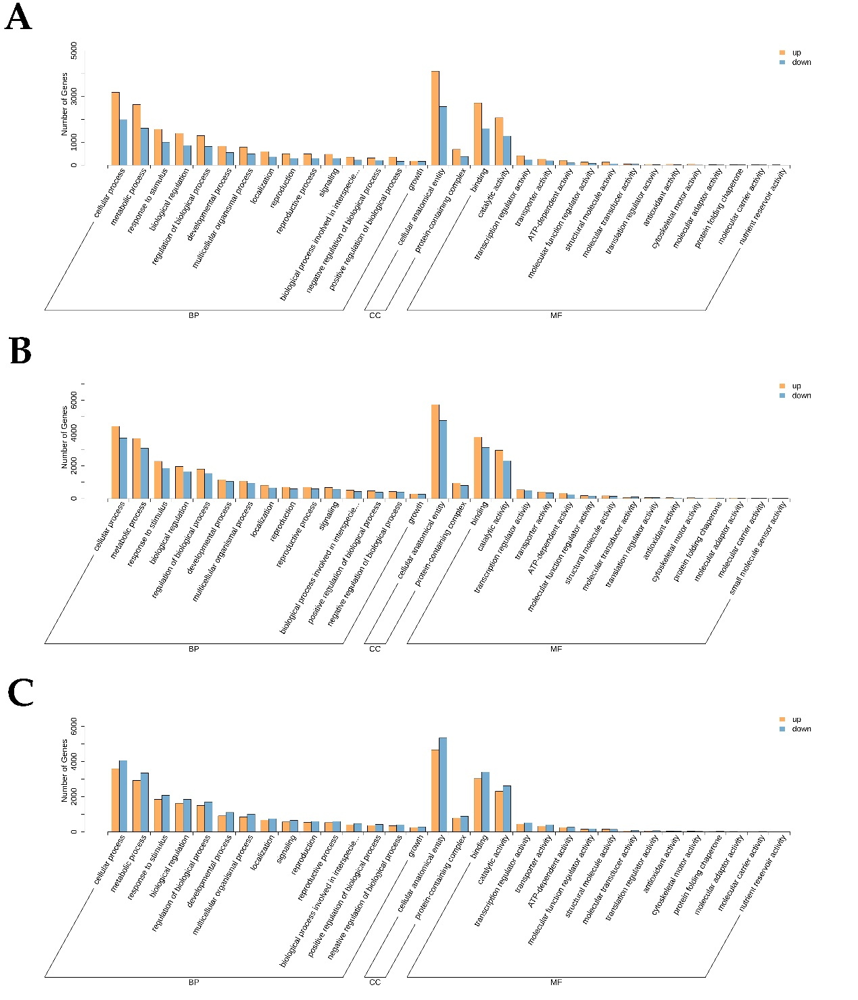 A
Number of Genes
5000
3000
1000
0
up
down
cellular process
metabolic process
response to stimulus
biological regulation
regulation of biological process
developmental process
multicellular organismal process
localization
reproduction
reproductive process
signaling
biological process involved in interspecie...
negative regulation of biological process
positive regulation of biological process
growth
cellular anatomical entity
protein-containing complex
binding
catalytic activity
transcription regulator activity
transporter activity
ATP-dependent activity
molecular function regulator activity
structural molecule activity
molecular transducer activity
translation regulator activity
antioxidant activity
cytoskeletal motor activity
molecular adaptor activity
protein folding chaperone
molecular carrier activity
nutrient reservoir activity
BP
CC
MF
B
Number of Genes
6000
4000
2000
0
up
down
cellular process
metabolic process
response to stimulus
biological regulation
regulation of biological process
developmental process
multicellular organismal process
localization
reproduction
reproductive process
signaling
biological process involved in interspecie...
positive regulation of biological process
negative regulation of biological process
growth
cellular anatomical entity
protein-containing complex
binding
catalytic activity
transcription regulator activity
transporter activity
ATP-dependent activity
molecular function regulator activity
structural molecule activity
molecular transducer activity
translation regulator activity
antioxidant activity
cytoskeletal motor activity
protein folding chaperone
molecular adaptor activity
molecular carrier activity
small molecule sensor activity
BP
CC
MF
C
Number of Genes
6000
4000
2000
0
up
down
cellular process
metabolic process
response to stimulus
biological regulation
regulation of biological process
developmental process
multicellular organismal process
localization
signaling
reproduction
reproductive process
biological process involved in interspecie...
positive regulation of biological process
negative regulation of biological process
growth
cellular anatomical entity
protein-containing complex
binding
catalytic activity
transcription regulator activity
transporter activity
ATP-dependent activity
molecular function regulator activity
structural molecule activity
molecular transducer activity
translation regulator activity
antioxidant activity
cytoskeletal motor activity
protein folding chaperone
molecular adaptor activity
molecular carrier activity
nutrient reservoir activity
BP
CC
MF